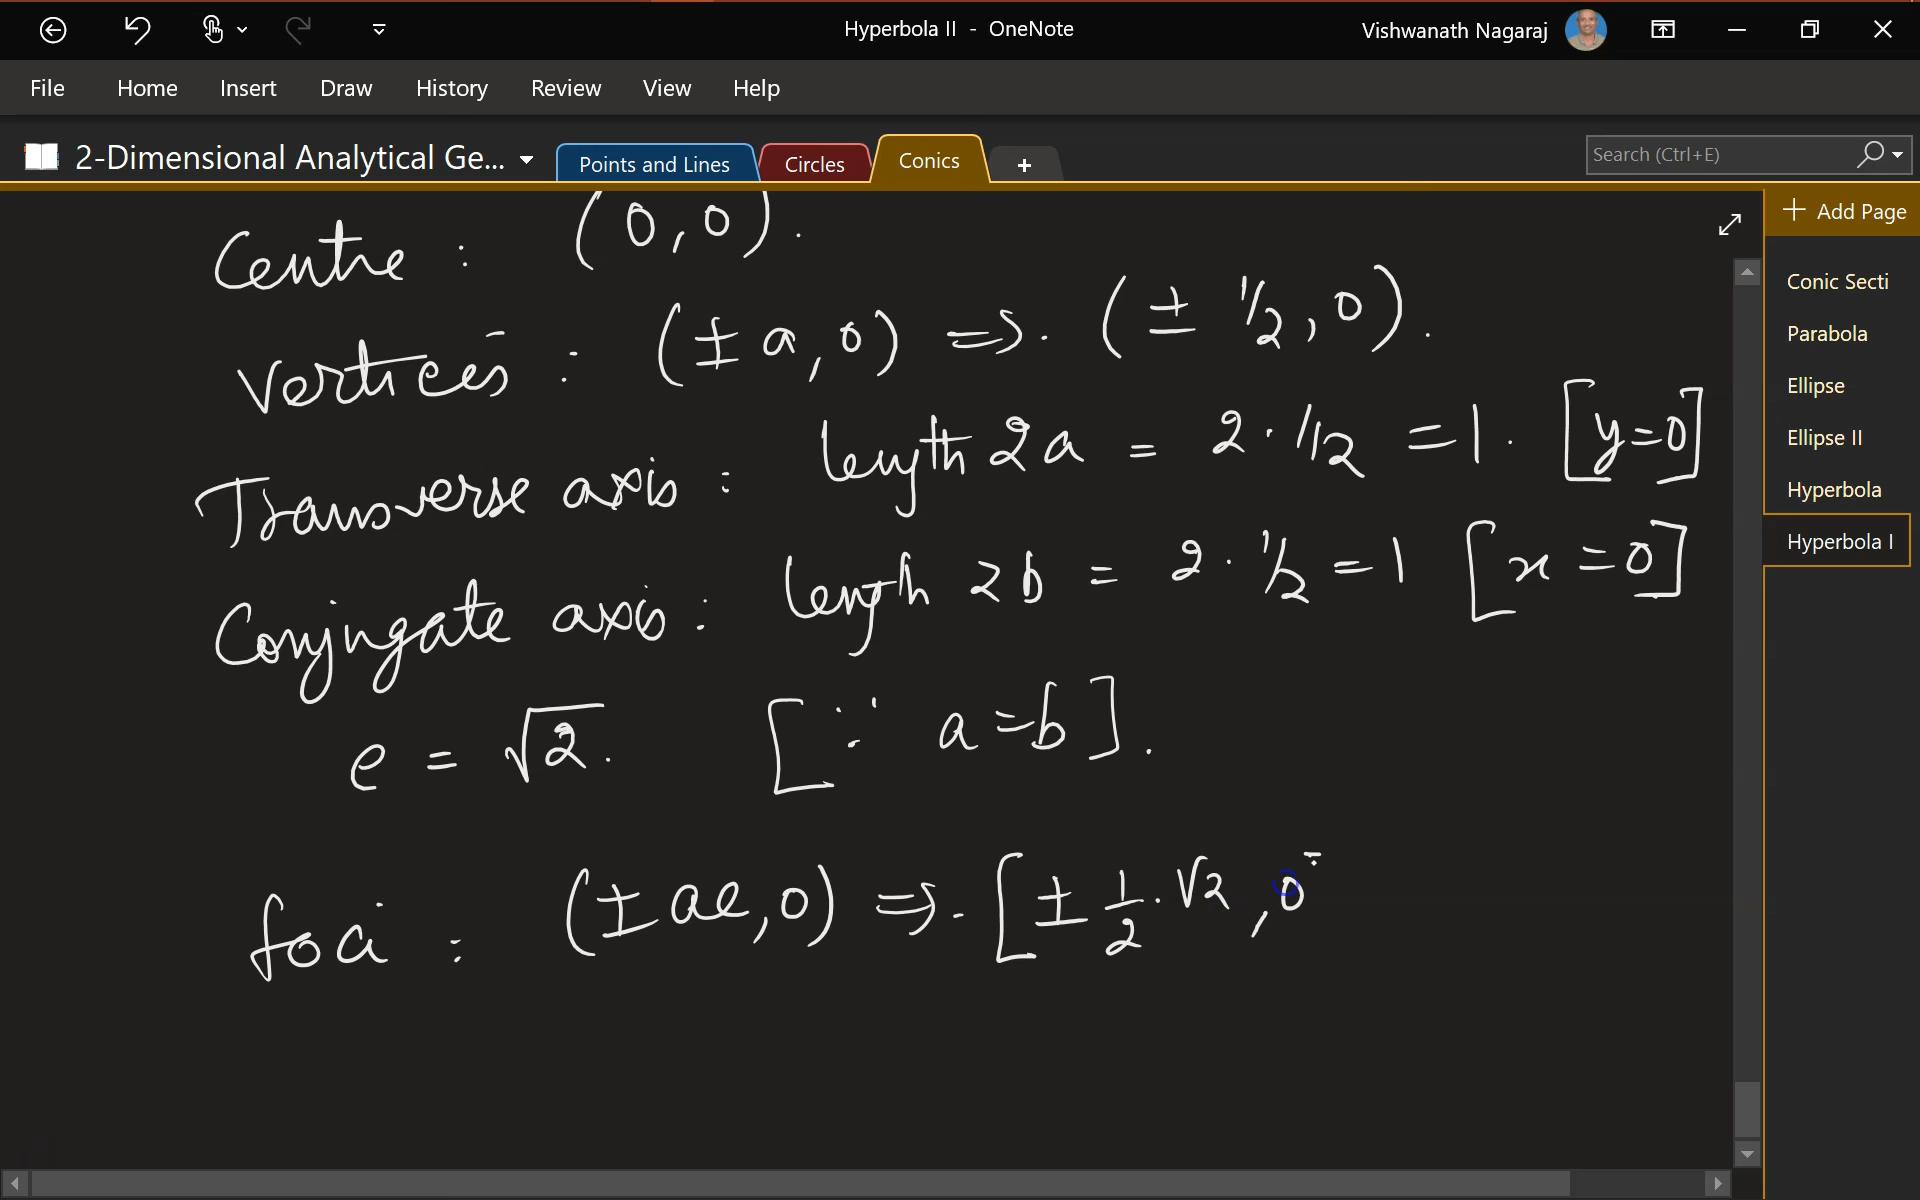 Hyperbola II - OneNote
Vishwanath Nagaraj
File Home Insert Draw History Review View Help
2-Dimensional Analytical Ge...
Points and Lines
Circles
Conics
+
Search (Ctrl+E)
+ Add Page
Conic Secti
Parabola
Ellipse
Ellipse II
Hyperbola
Hyperbola I
Centre : (0,0).
Vertices : (± a, 0) ⇒. (± 1/2, 0).
Transverse axis : length 2a = 2 · 1/2 = 1. [y=0]
Conjugate axis : length 2b = 2 · 1/2 = 1 [x=0]
e = √2. [∵ a=b].
foci : (± ae, 0) ⇒. [± 1/2 · √2, 0